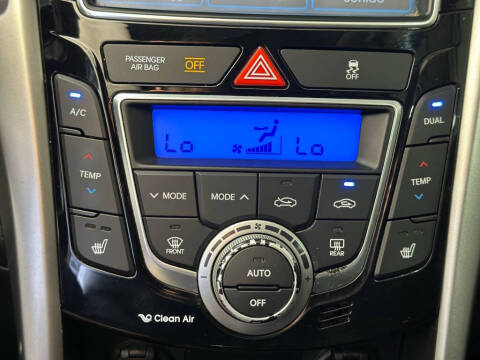 PASSENGER
AIR BAG
OFF
OFF
A/C
DUAL
Lo
Lo
TEMP
TEMP
MODE
MODE
FRONT
REAR
AUTO
OFF
Clean Air